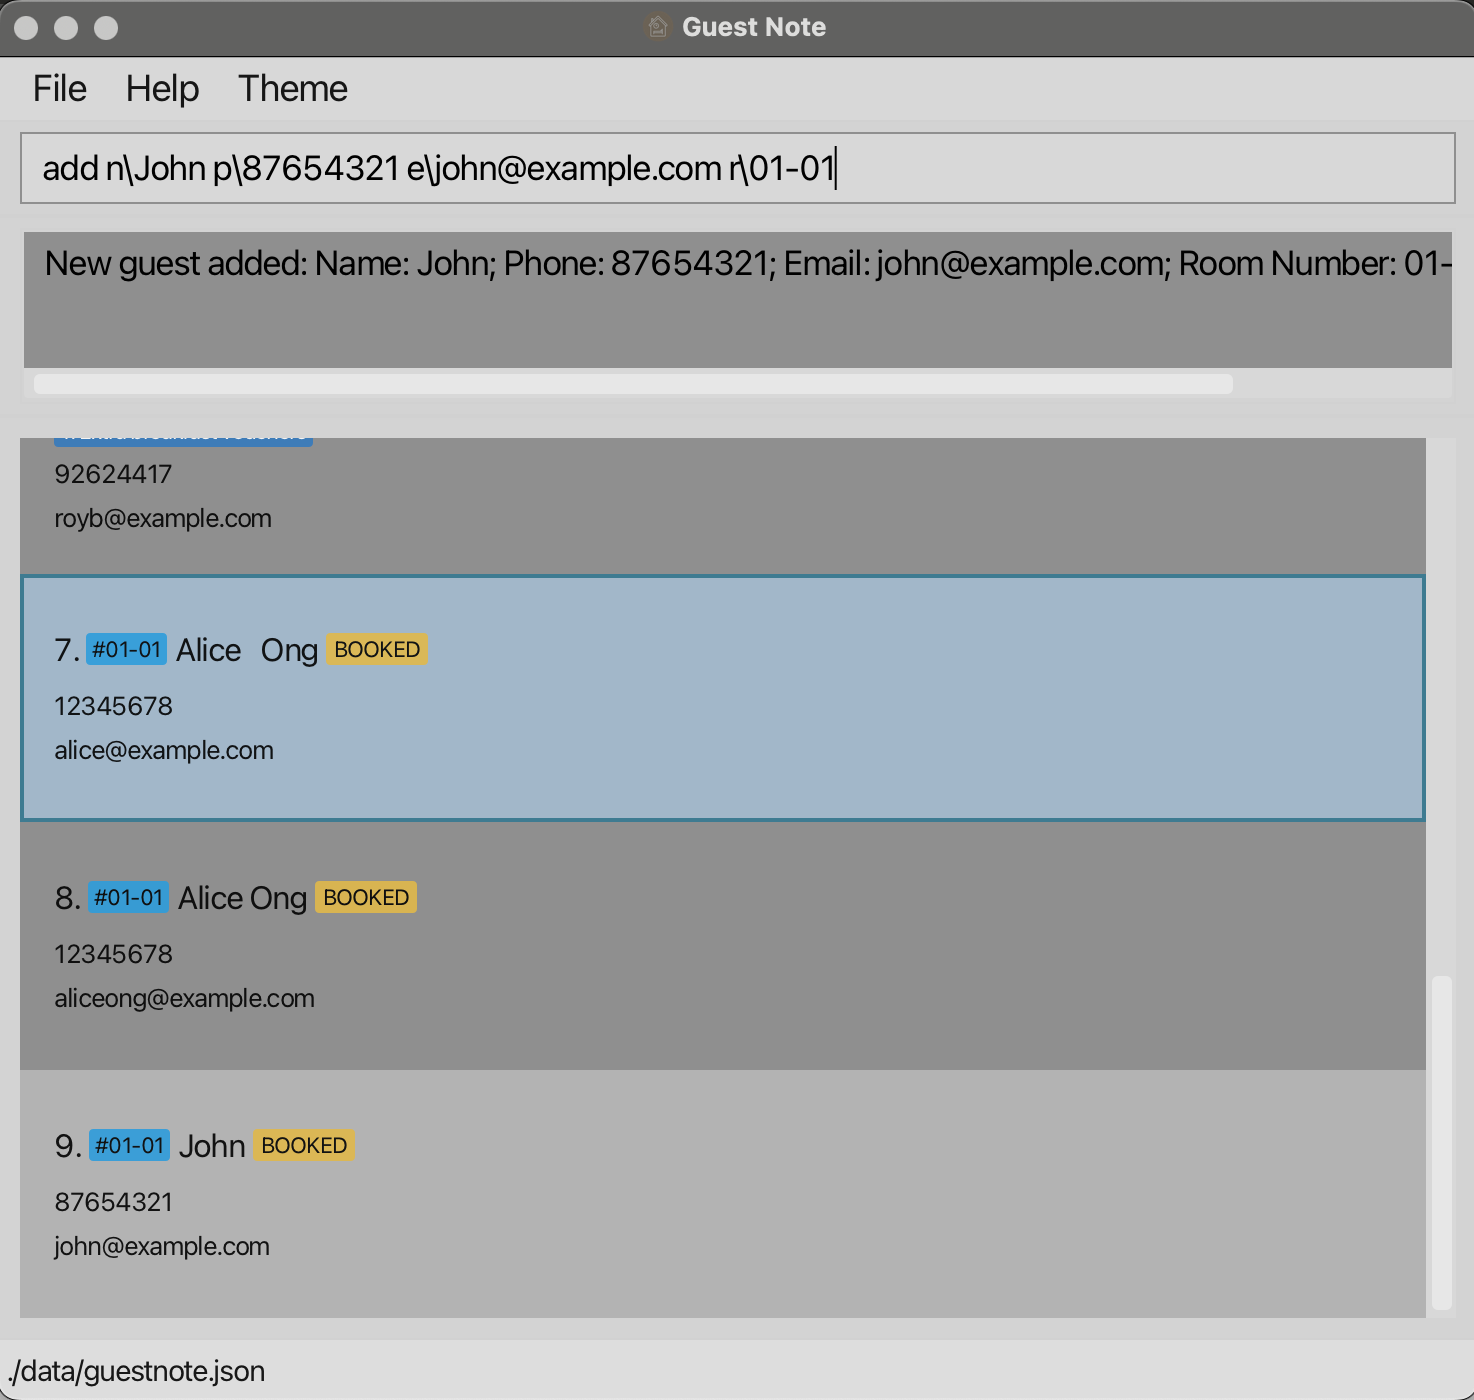 Guest Note
File Help Theme
add n\John p\87654321 e\john@example.com r\01-01
New guest added: Name: John; Phone: 87654321; Email: john@example.com; Room Number: 01-
92624417
royb@example.com
7. #01-01 Alice   Ong BOOKED
12345678
alice@example.com
8. #01-01 Alice Ong BOOKED
12345678
aliceong@example.com
9. #01-01 John BOOKED
87654321
john@example.com
./data/guestnote.json